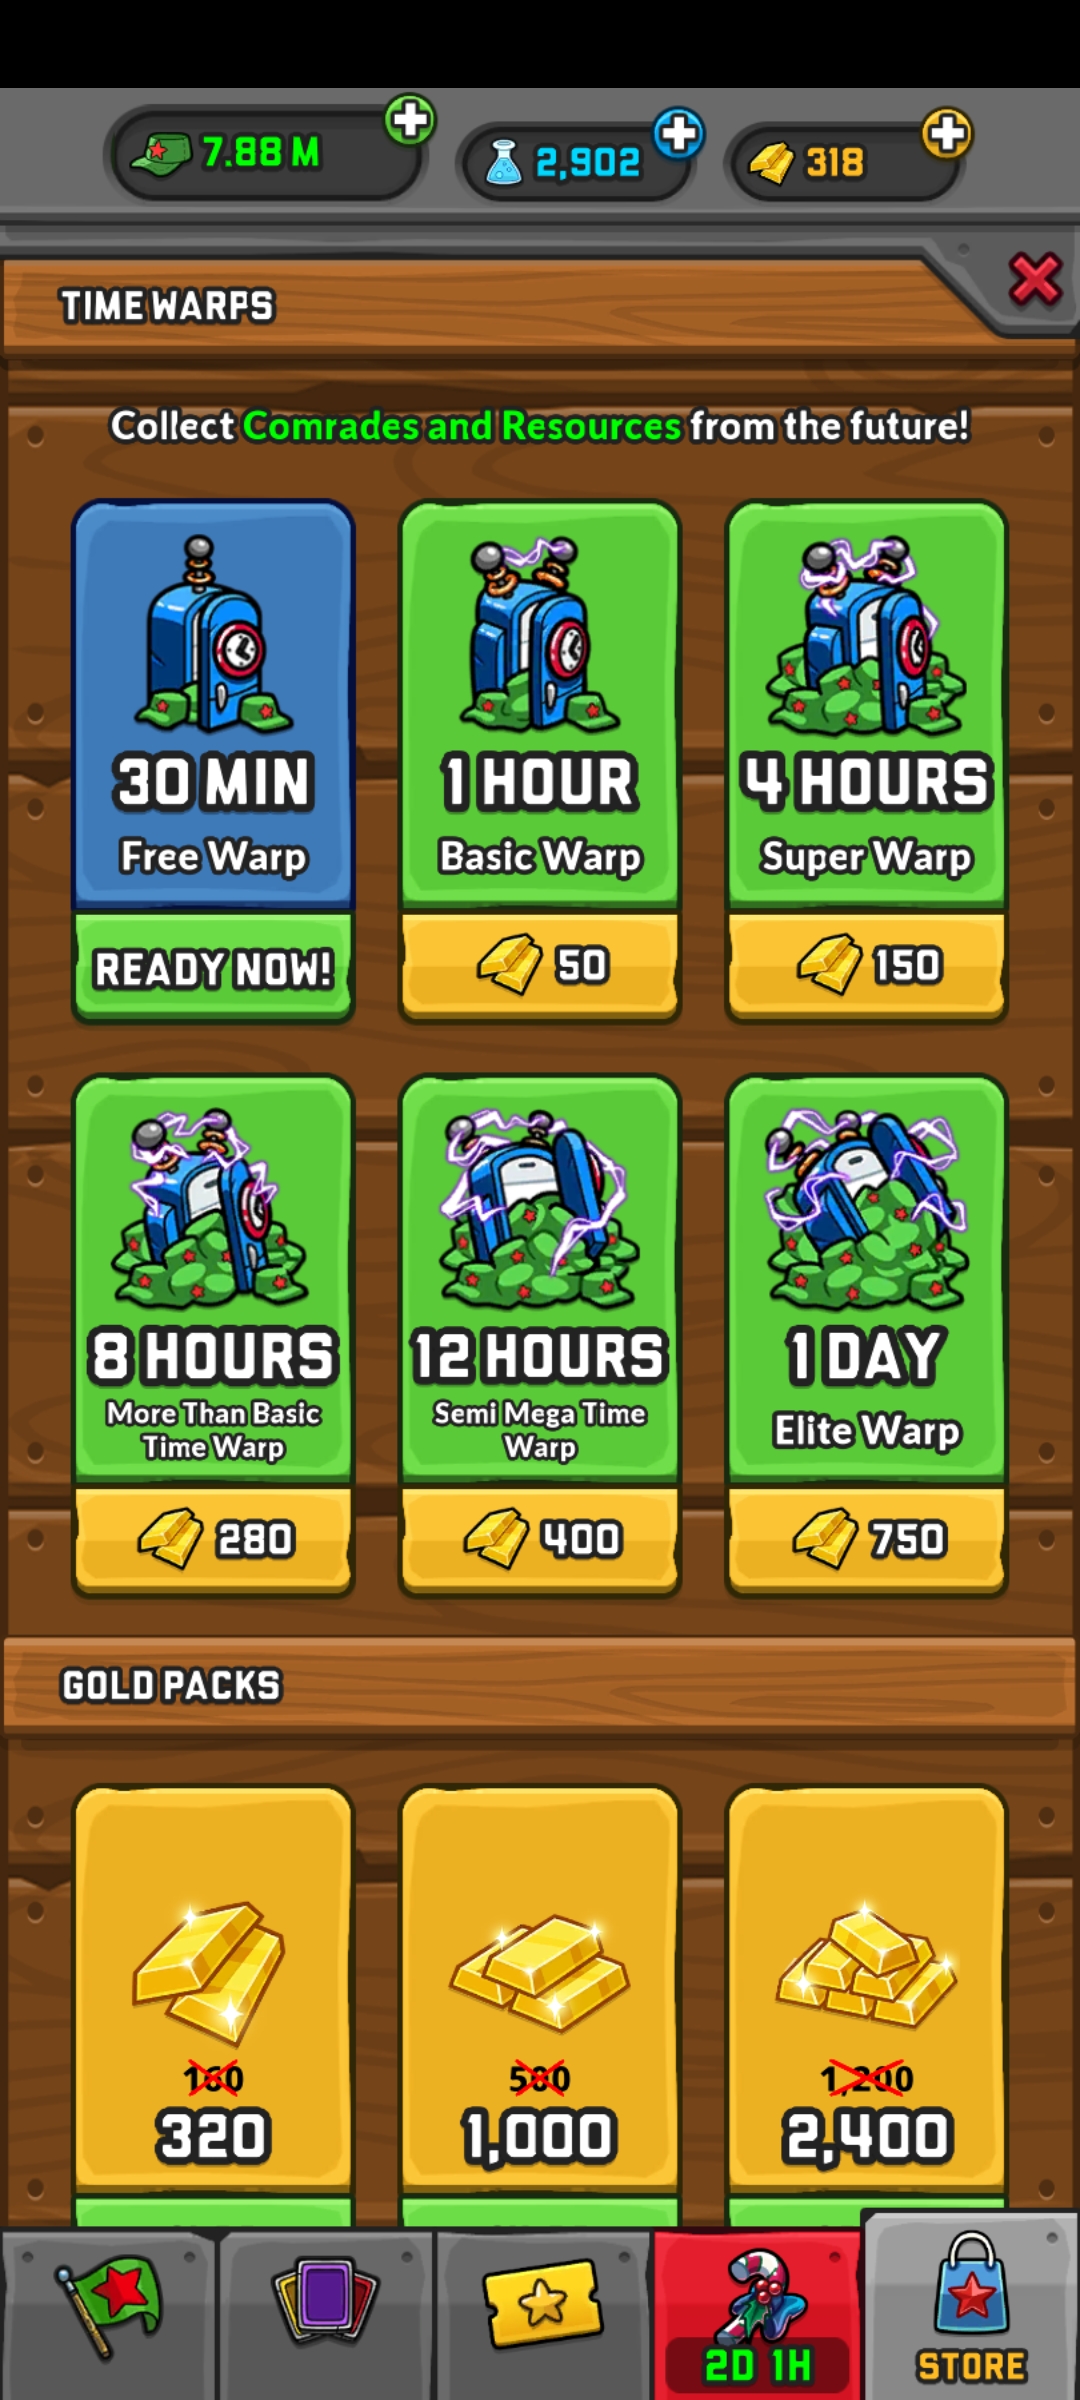 7.88 M
2,902
318
TIME WARPS
Collect Comrades and Resources from the future!
30 MIN
Free Warp
READY NOW!
1 HOUR
Basic Warp
50
4 HOURS
Super Warp
150
8 HOURS
More Than Basic
Time Warp
280
12 HOURS
Semi Mega Time
Warp
400
1 DAY
Elite Warp
750
GOLD PACKS
160
320
500
1,000
1,200
2,400
2D 1H
STORE